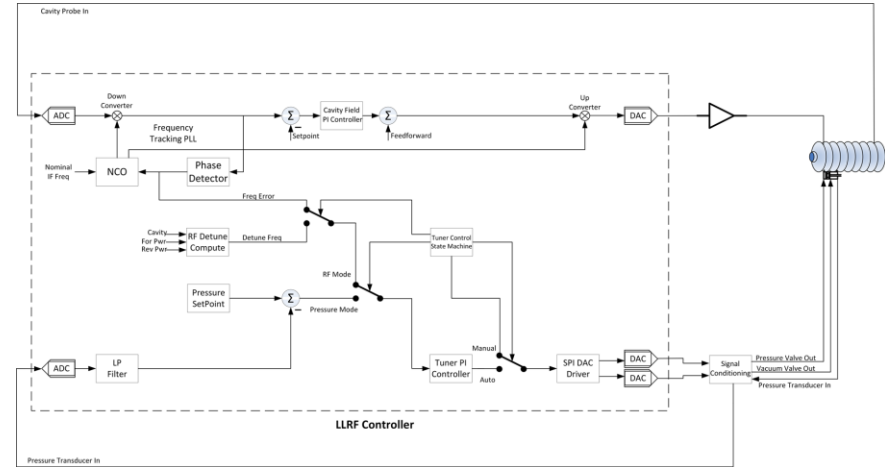 Cavity Probe In
ADC
Down
Converter
Σ
Cavity Field
PI Controller
Σ
Up
Converter
DAC
Setpoint
Feedforward
Frequency
Tracking PLL
Nominal
IF Freq
NCO
Phase
Detector
Freq Error
Cavity
For Pwr
Rev Pwr
RF Detune
Compute
Detune Freq
Tuner Control
State Machine
RF Mode
Pressure
SetPoint
Σ
Pressure Mode
Manual
ADC
LP
Filter
Tuner PI
Controller
Auto
SPI DAC
Driver
DAC
DAC
Signal
Conditioning
Pressure Valve Out
Vacuum Valve Out
Pressure Transducer In
LLRF Controller
Pressure Transducer In